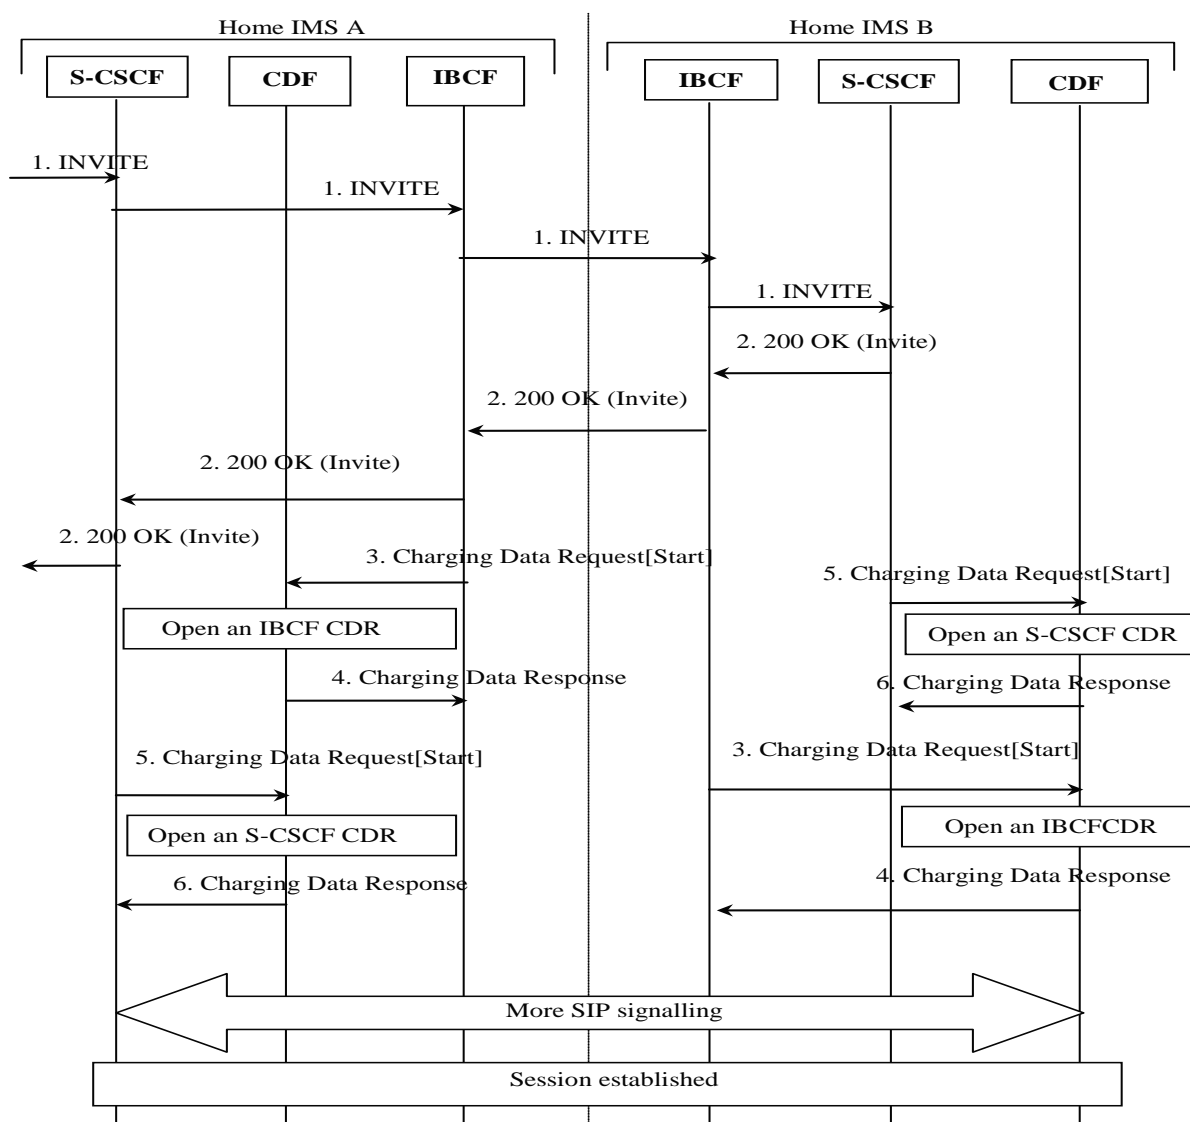 Home IMS A
Home IMS B
S-CSCF
CDF
IBCF
IBCF
S-CSCF
CDF
1. INVITE
1. INVITE
1. INVITE
1. INVITE
2. 200 OK (Invite)
2. 200 OK (Invite)
2. 200 OK (Invite)
2. 200 OK (Invite)
3. Charging Data Request[Start]
5. Charging Data Request[Start]
Open an IBCF CDR
Open an S-CSCF CDR
4. Charging Data Response
6. Charging Data Response
5. Charging Data Request[Start]
3. Charging Data Request[Start]
Open an S-CSCF CDR
Open an IBCFCDR
6. Charging Data Response
4. Charging Data Response
More SIP signalling
Session established